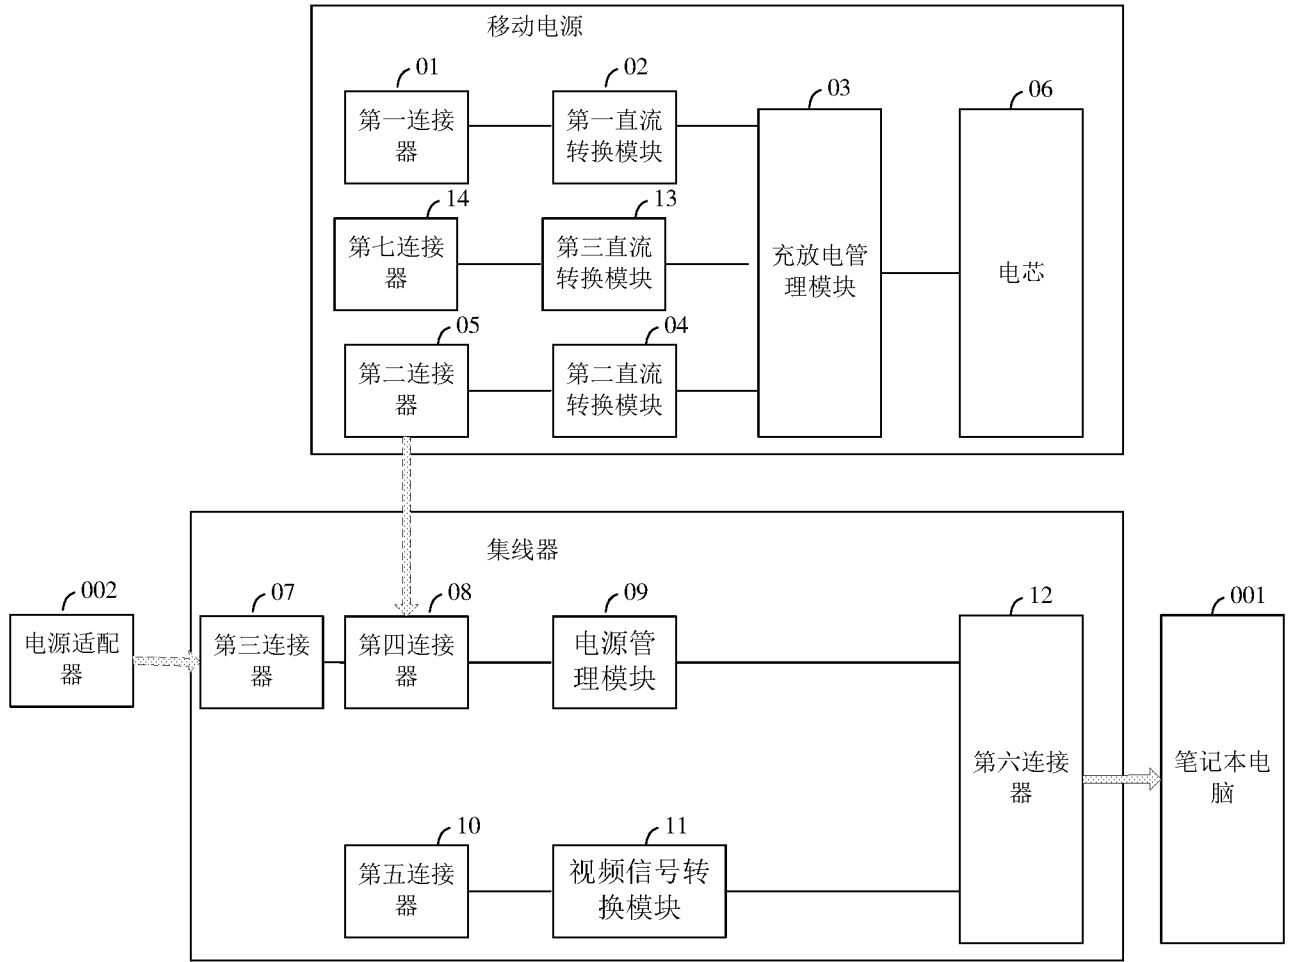 移动电源
01
02
03
06
第一连接
器
第一直流
转换模块
14
13
第七连接
器
第三直流
转换模块
充放电管
理模块
电芯
05
04
第二连接
器
第二直流
转换模块
集线器
002
07
08
09
12
001
电源适配
器
第三连接
器
第四连接
器
电源管
理模块
第六连接
器
笔记本电
脑
10
11
第五连接
器
视频信号转
换模块